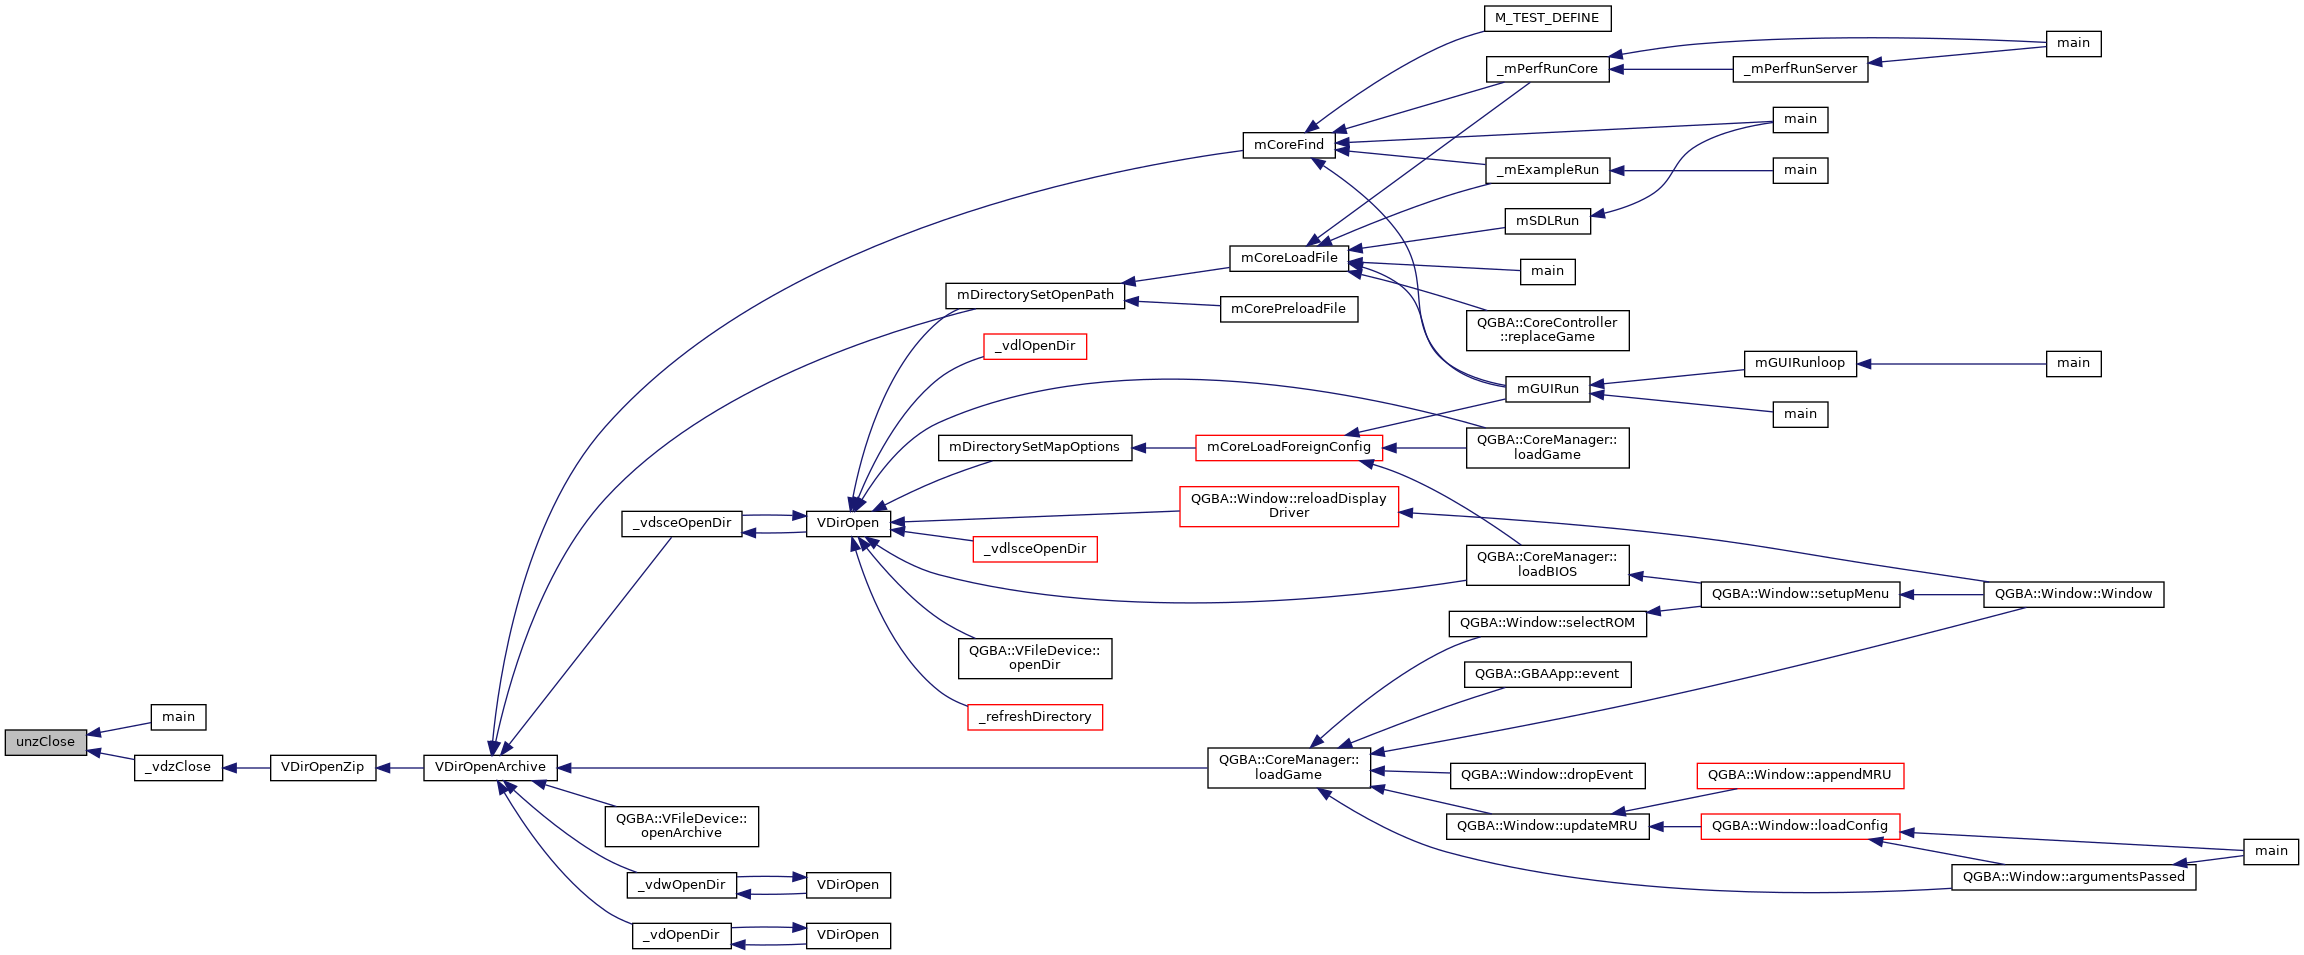 M_TEST_DEFINE
main
_mPerfRunCore
_mPerfRunServer
main
mCoreFind
_mExampleRun
main
mSDLRun
mCoreLoadFile
main
mDirectorySetOpenPath
mCorePreloadFile
QGBA::CoreController
::replaceGame
_vdlOpenDir
mGUIRunloop
main
mGUIRun
main
mDirectorySetMapOptions
mCoreLoadForeignConfig
QGBA::CoreManager::
loadGame
QGBA::Window::reloadDisplay
Driver
_vdsceOpenDir
VDirOpen
_vdlsceOpenDir
QGBA::CoreManager::
loadBIOS
QGBA::Window::setupMenu
QGBA::Window::Window
QGBA::Window::selectROM
QGBA::VFileDevice::
openDir
QGBA::GBAApp::event
_refreshDirectory
main
unzClose
_vdzClose
VDirOpenZip
VDirOpenArchive
QGBA::CoreManager::
loadGame
QGBA::Window::dropEvent
QGBA::Window::appendMRU
QGBA::VFileDevice::
openArchive
QGBA::Window::updateMRU
QGBA::Window::loadConfig
main
QGBA::Window::argumentsPassed
_vdwOpenDir
VDirOpen
_vdOpenDir
VDirOpen